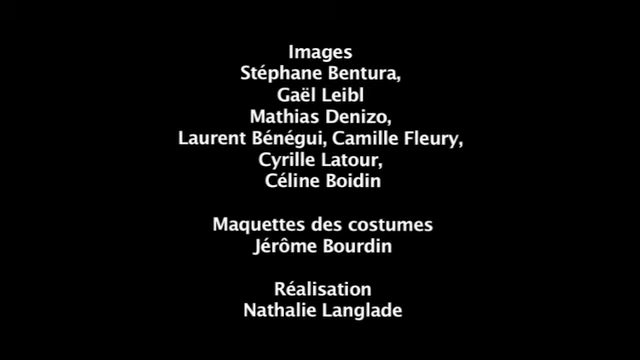 Images
Stéphane Bentura,
Gaël Leibl
Mathias Denizo,
Laurent Bénégui, Camille Fleury,
Cyrille Latour,
Céline Boidin
Maquettes des costumes
Jérôme Bourdin
Réalisation
Nathalie Langlade